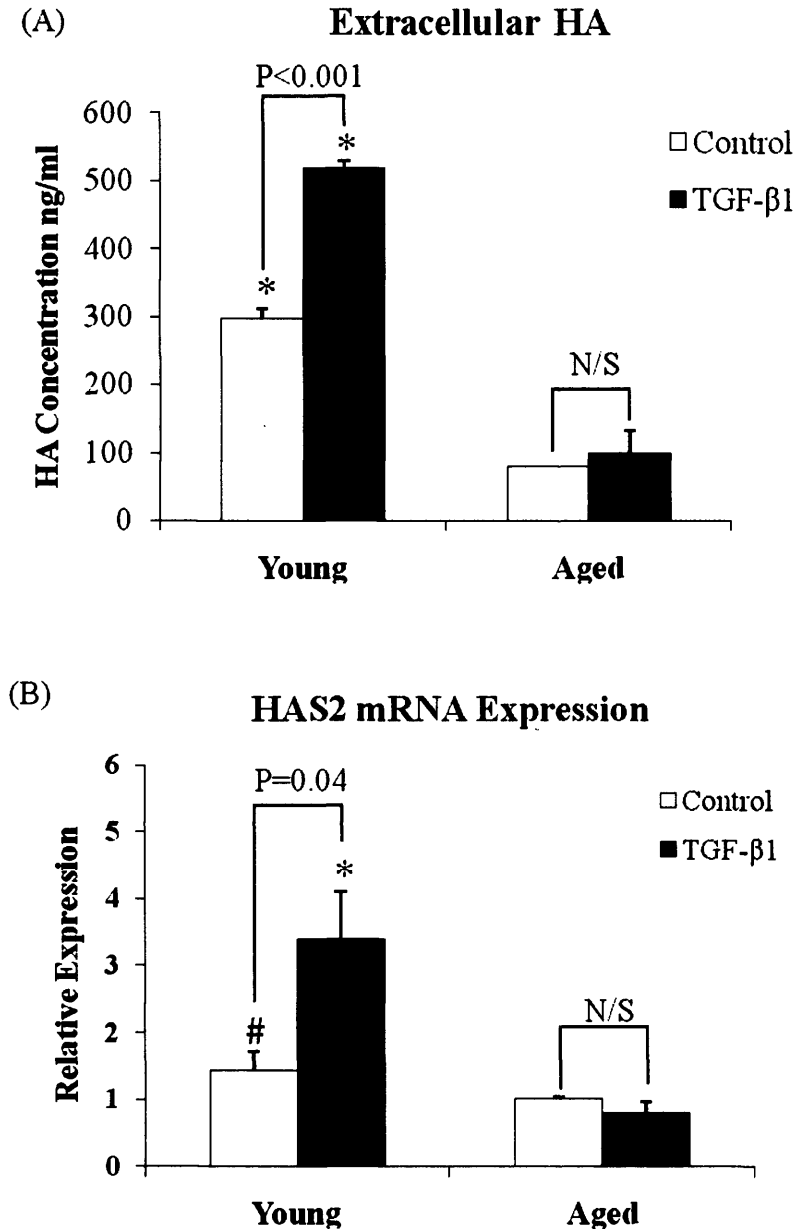 (A)
Extracellular HA
P<0.001
600
500
400
300
200
100
0
HA Concentration ng/ml
*
*
Control
TGF-β1
N/S
Young
Aged
(B)
HAS2 mRNA Expression
P=0.04
6
5
4
3
2
1
0
Relative Expression
#
*
Control
TGF-β1
N/S
Young
Aged